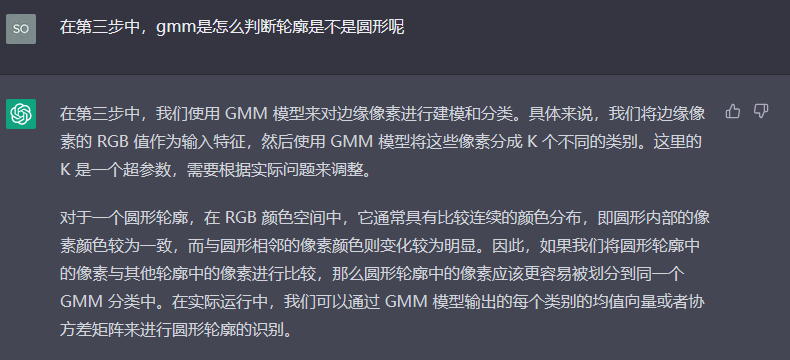 SO
在第三步中，gmm是怎么判断轮廓是不是圆形呢
在第三步中，我们使用 GMM 模型来对边缘像素进行建模和分类。具体来说，我们将边缘像
素的 RGB 值作为输入特征，然后使用 GMM 模型将这些像素分成 K 个不同的类别。这里的
K 是一个超参数，需要根据实际问题来调整。
对于一个圆形轮廓，在 RGB 颜色空间中，它通常具有比较连续的颜色分布，即圆形内部的像
素颜色较为一致，而与圆形相邻的像素颜色则变化较为明显。因此，如果我们将圆形轮廓中
的像素与其他轮廓中的像素进行比较，那么圆形轮廓中的像素应该更容易被划分到同一个
GMM 分类中。在实际运行中，我们可以通过 GMM 模型输出的每个类别的均值向量或者协
方差矩阵来进行圆形轮廓的识别。